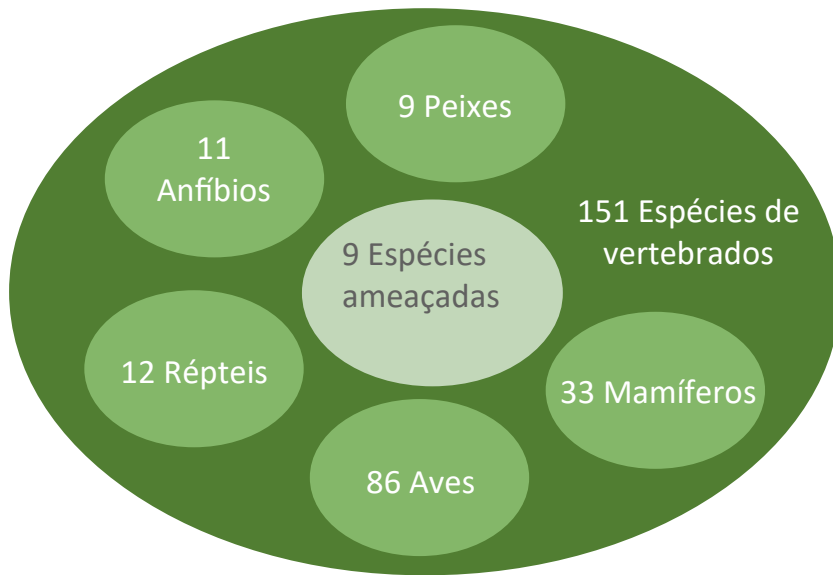 9 Peixes
11
Anfíbios
151 Espécies de
vertebrados
9 Espécies
ameaçadas
12 Répteis
33 Mamíferos
86 Aves